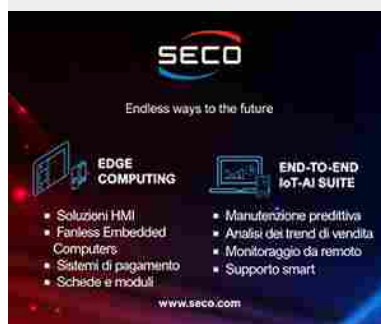 SECO
Endless ways to the future
EDGE
COMPUTING
Soluzioni HMI
Fanless Embedded
Computers
Sistemi di pagamento
Schede e moduli
END-TO-END
IoT-AI SUITE
Manutenzione predittiva
Analisi dei trend di vendita
Monitoraggio da remoto
Supporto smart
www.seco.com